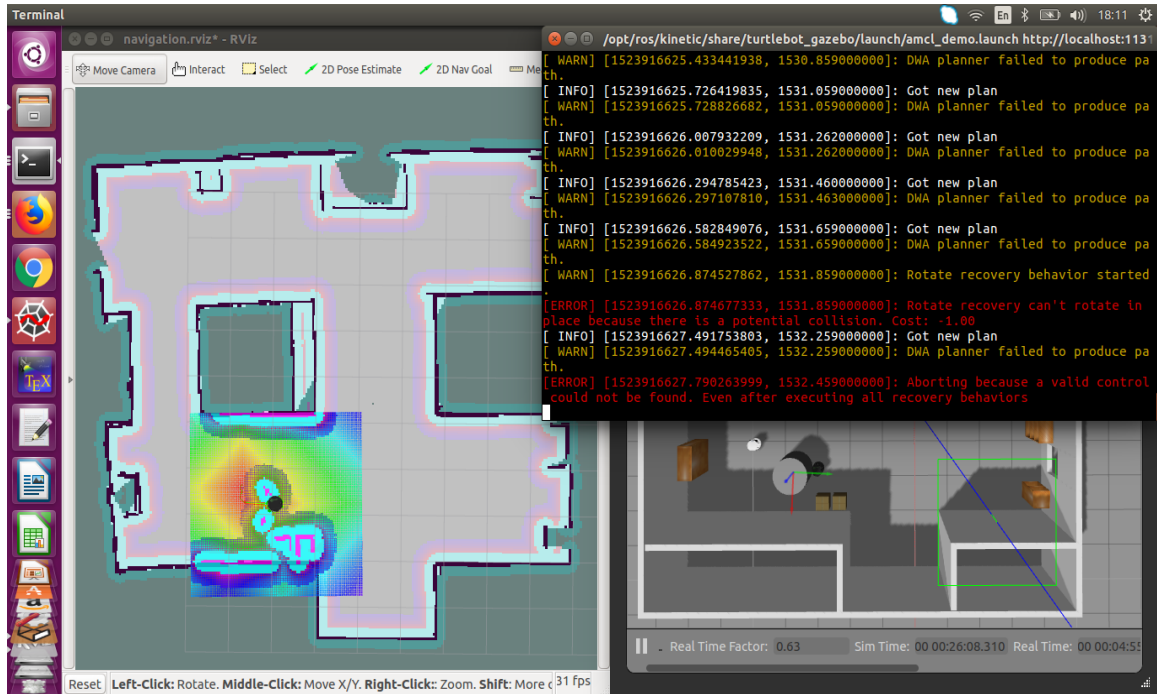 Terminal
En
18:11
navigation.rviz* - RViz
Move Camera
Interact
Select
2D Pose Estimate
2D Nav Goal
/opt/ros/kinetic/share/turtlebot_gazebo/launch/amcl_demo.launch http://localhost:1131
[ WARN] [1523916625.433441938, 1530.859000000]: DWA planner failed to produce pa
th.
[ INFO] [1523916625.726419835, 1531.059000000]: Got new plan
[ WARN] [1523916625.728826682, 1531.059000000]: DWA planner failed to produce pa
th.
[ INFO] [1523916626.007932209, 1531.262000000]: Got new plan
[ WARN] [1523916626.010029948, 1531.262000000]: DWA planner failed to produce pa
th.
[ INFO] [1523916626.294785423, 1531.460000000]: Got new plan
[ WARN] [1523916626.297107810, 1531.463000000]: DWA planner failed to produce pa
th.
[ INFO] [1523916626.582849076, 1531.659000000]: Got new plan
[ WARN] [1523916626.584923522, 1531.659000000]: DWA planner failed to produce pa
th.
[ WARN] [1523916626.874527862, 1531.859000000]: Rotate recovery behavior started
.
[ERROR] [1523916626.874677333, 1531.859000000]: Rotate recovery can't rotate in
place because there is a potential collision. Cost: -1.00
[ INFO] [1523916627.491753803, 1532.259000000]: Got new plan
[ WARN] [1523916627.494465405, 1532.259000000]: DWA planner failed to produce pa
th.
[ERROR] [1523916627.790263999, 1532.459000000]: Aborting because a valid control
could not be found. Even after executing all recovery behaviors
TEX
Real Time Factor: 0.63
Sim Time: 00 00:26:08.310
Real Time: 00 00:04:5
Reset
Left-Click: Rotate. Middle-Click: Move X/Y. Right-Click:: Zoom. Shift: More
31 fps